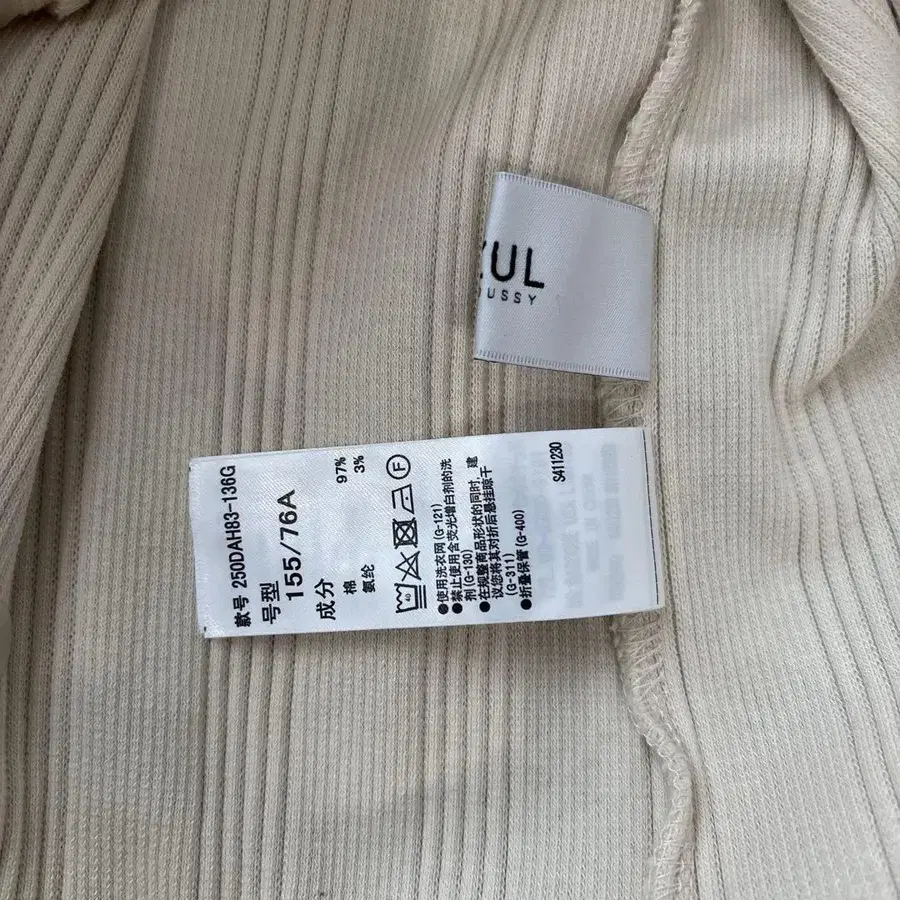 ZUL
OUSSY
款号 250DAH83-136G
号型
155/76A
成分
棉 97%
氨纶 3%
40 F
●使用洗衣网(G-121)
●禁止使用含荧光增白剂的洗
剂(G-130)
●在规整商品形状的同时,建
议您将其对折后悬挂晾干
(G-311)
●折叠保管(G-400)
S411230